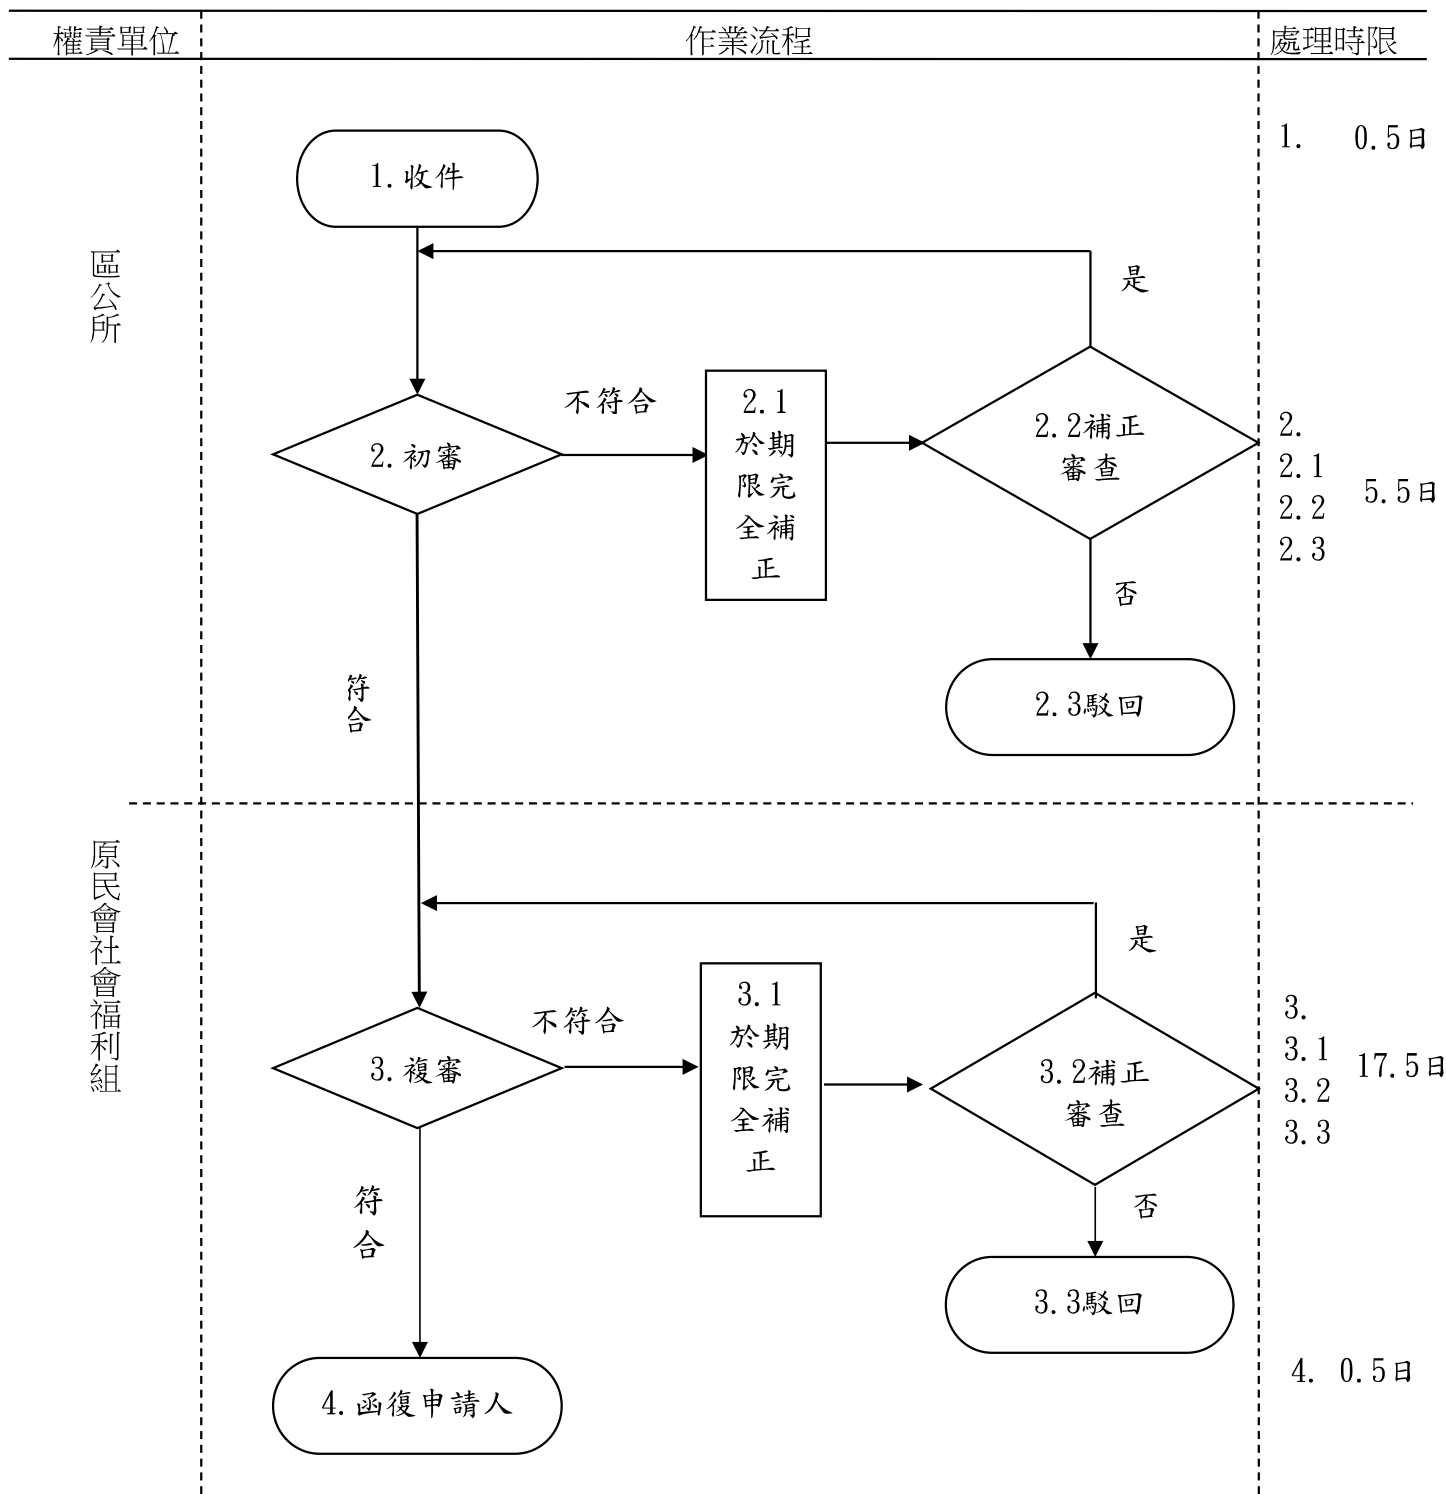 權責單位
作業流程
處理時限
區公所
1.收件
1. 0.5日
是
2.初審
不符合
2.1
於期
限完
全補
正
2.2補正
審查
2.
2.1
2.2
2.3
5.5日
否
2.3駁回
符合
原民會社會福利組
是
3.複審
不符合
3.1
於期
限完
全補
正
3.2補正
審查
3.
3.1
3.2
3.3
17.5日
否
3.3駁回
符合
4.函復申請人
4. 0.5日